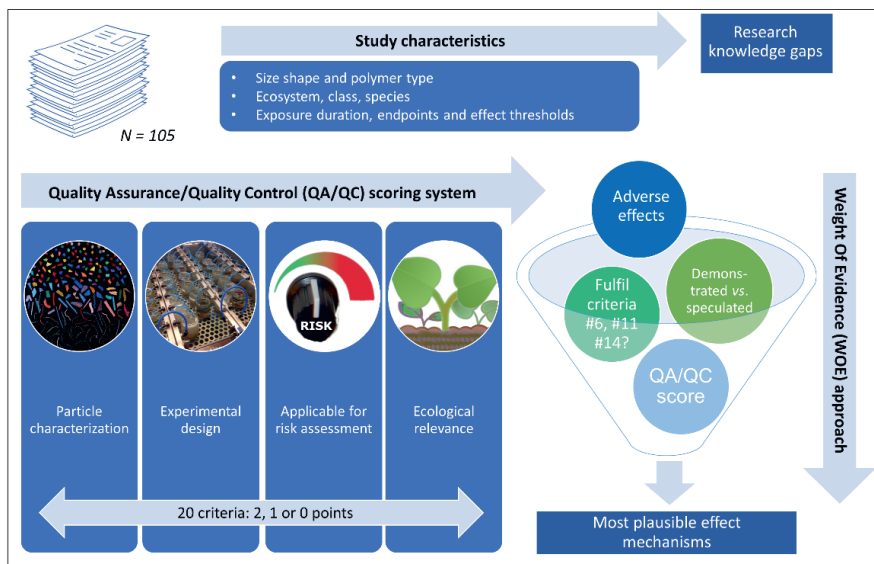 Study characteristics
Research
knowledge gaps
• Size shape and polymer type
• Ecosystem, class, species
• Exposure duration, endpoints and effect thresholds
N = 105
Quality Assurance/Quality Control (QA/QC) scoring system
Particle
characterization
Experimental
design
RISK
Applicable for
risk assessment
Ecological
relevance
20 criteria: 2, 1 or 0 points
Adverse
effects
Fulfil
criteria
#6, #11
#14?
Demons-
trated vs.
speculated
QA/QC
score
Weight Of Evidence (WOE) approach
Most plausible effect
mechanisms